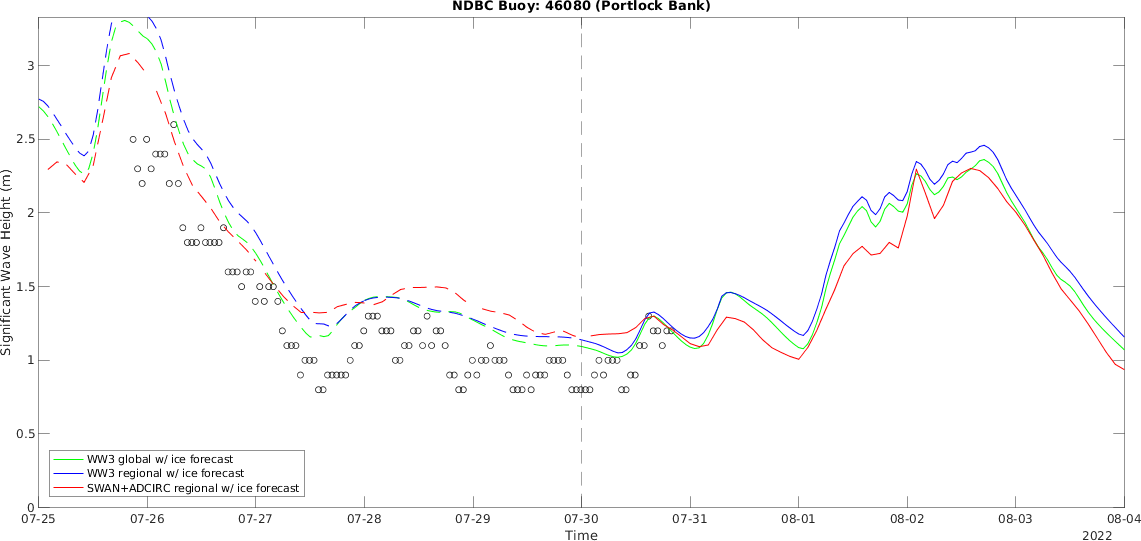 NDBC Buoy: 46080 (Portlock Bank)
Significant Wave Height (m)
3
2.5
2
1.5
1
0.5
0
WW3 global w/ ice forecast
WW3 regional w/ ice forecast
SWAN+ADCIRC regional w/ ice forecast
07-25 07-26 07-27 07-28 07-29 07-30 07-31 08-01 08-02 08-03 08-04
Time
2022